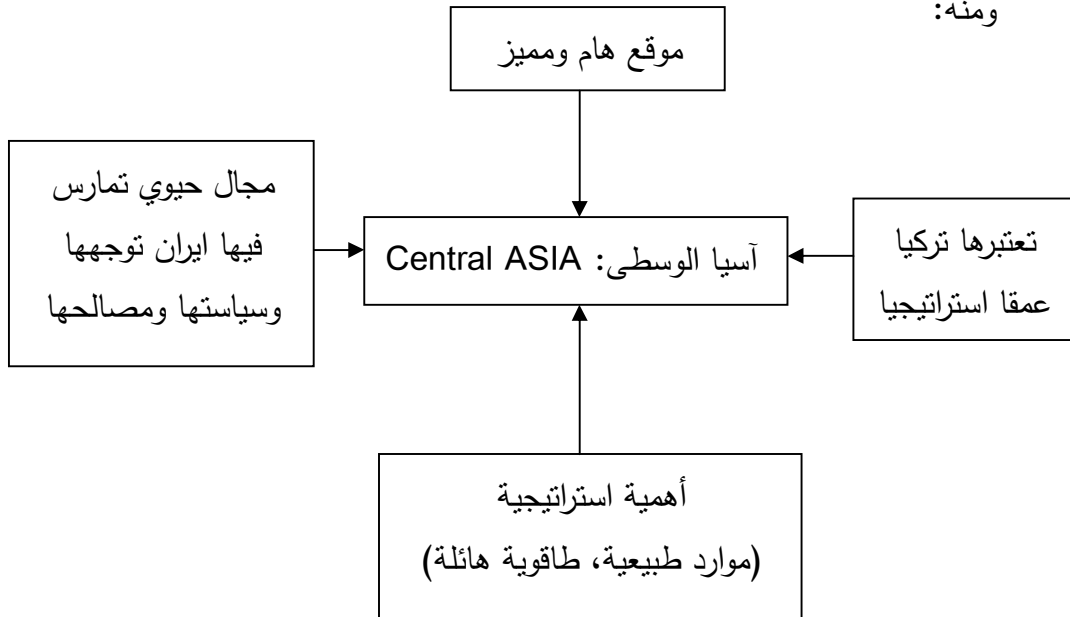 ومنه:
موقع هام ومميز
تعتبرها تركيا
عمقا استراتيجيا
آسيا الوسطى: Central ASIA
مجال حيوي تمارس
فيها ايران توجهها
وسياستها ومصالحها
أهمية استراتيجية
(موارد طبيعية، طاقوية هائلة)